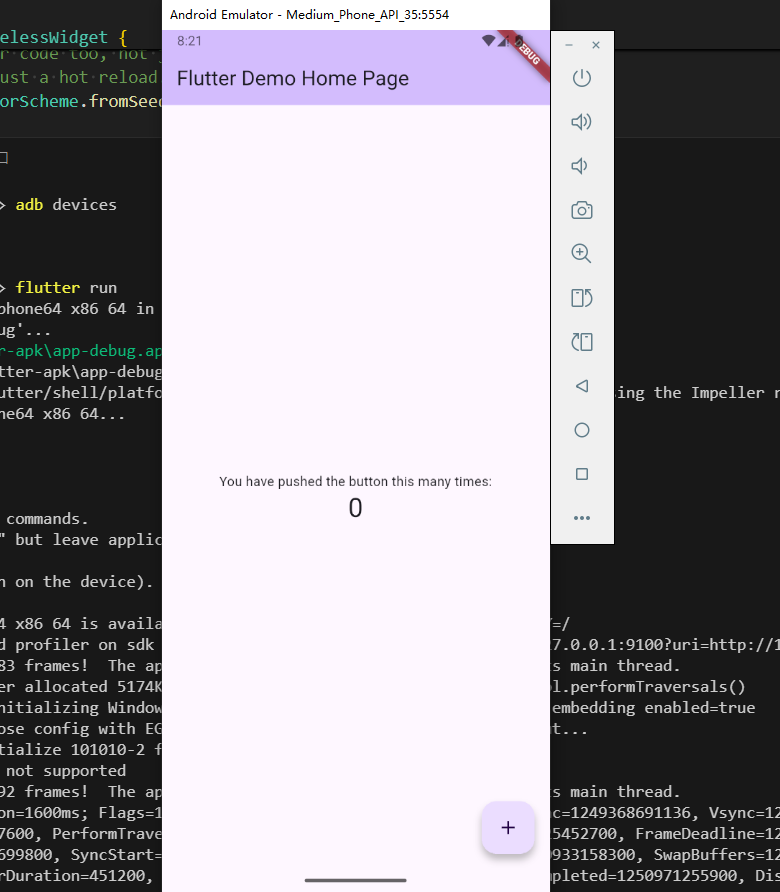 Android Emulator - Medium_Phone_API_35:5554
elessWidget {
8:21
DEBUG
r code too, not j
ust a hot reload
Flutter Demo Home Page
orScheme.fromSeed
> adb devices
> flutter run
phone64 x86 64 in
ug'...
r-apk\app-debug.ap
tter-apk\app-debug
utter/shell/platfo
ing the Impeller r
ne64 x86 64...
You have pushed the button this many times:
0
commands.
" but leave applic
n on the device).
4 x86 64 is availa
/=/
d profiler on sdk
27.0.0.1:9100?uri=http://1
83 frames!  The ap
s main thread.
er allocated 5174K
ol.performTraversals()
nitializing Window
embedding enabled=true
ose config with EG
t...
tialize 101010-2 f
not supported
92 frames!  The ap
s main thread.
on=1600ms; Flags=1
nc=1249368691136, Vsync=12
7600, PerformTrave
5452700, FrameDeadline=12
699800, SyncStart=
0933158300, SwapBuffers=12
rDuration=451200,
mpleted=1250971255900, Dis
+